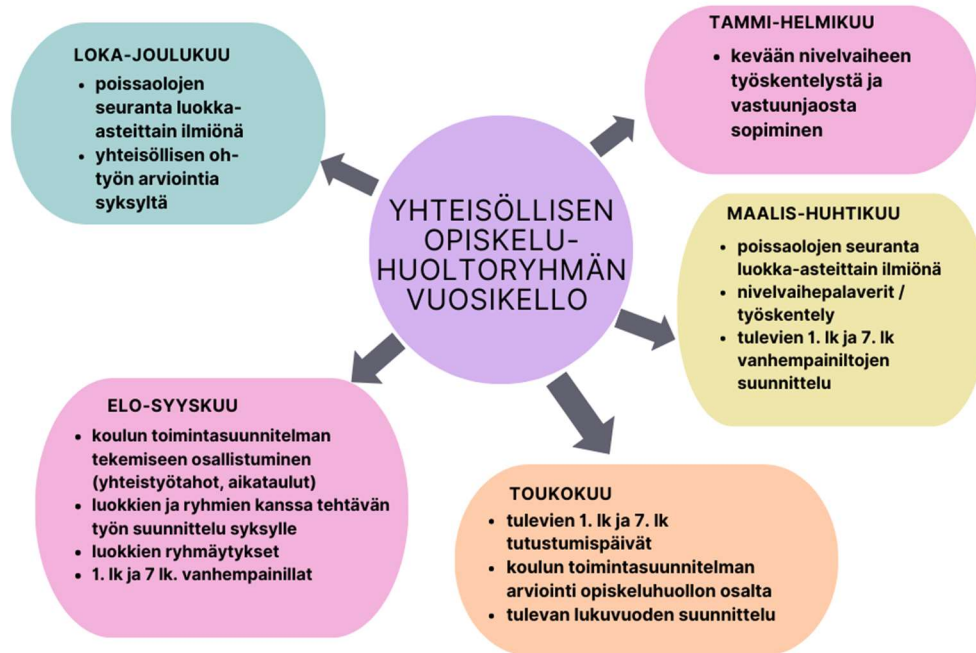 YHTEISÖLLISEN
OPISKELU-
HUOLTORYHMÄN
VUOSIKELLO
TAMMI-HELMIKUU
• kevään nivelvaiheen
työskentelystä ja
vastuunjaosta
sopiminen
MAALIS-HUHTIKUU
• poissaolojen seuranta
luokka-asteittain ilmiönä
• nivelvaihepalaverit /
työskentely
• tulevien 1. lk ja 7. lk
vanhempainiltojen
suunnittelu
TOUKOKUU
• tulevien 1. lk ja 7. lk
tutustumispäivät
• koulun toimintasuunnitelman
arviointi opiskeluhuollon osalta
• tulevan lukuvuoden suunnittelu
ELO-SYYSKUU
• koulun toimintasuunnitelman
tekemiseen osallistuminen
(yhteistyötahot, aikataulut)
• luokkien ja ryhmien kanssa tehtävän
työn suunnittelu syksylle
• luokkien ryhmäytykset
• 1. lk ja 7 lk. vanhempainillat
LOKA-JOULUKUU
• poissaolojen
seuranta luokka-
asteittain ilmiönä
• yhteisöllisen oh-
työn arviointia
syksyltä